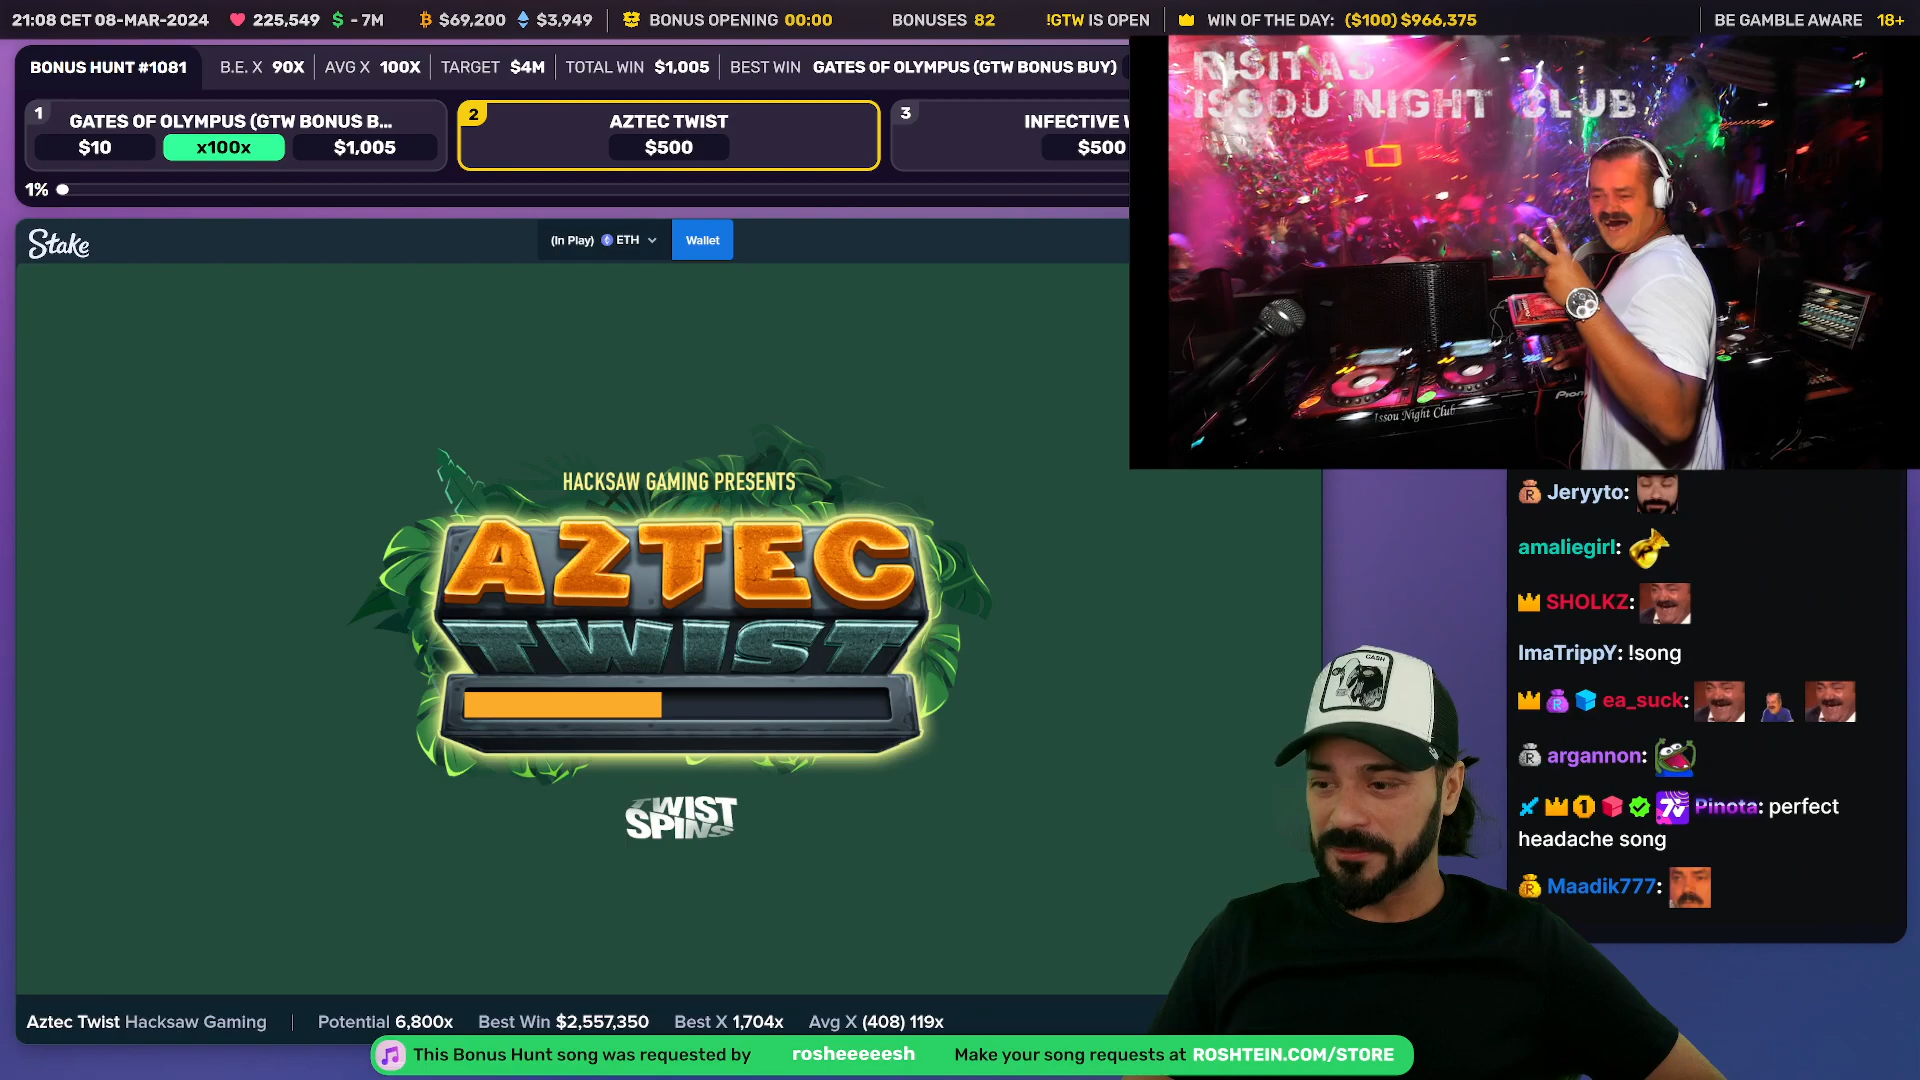 21:08 CET 08-MAR-2024 225,549 $ - 7M $69,200 $3,949 BONUS OPENING 00:00 BONUSES 82 !GTW IS OPEN WIN OF THE DAY: ($100) $966,375 BE GAMBLE AWARE 18+
BONUS HUNT #1081 B.E. X 90X AVG X 100X TARGET $4M TOTAL WIN $1,005 BEST WIN GATES OF OLYMPUS (GTW BONUS BUY)
1 GATES OF OLYMPUS (GTW BONUS B...
$10 x100x $1,005
2 AZTEC TWIST
$500
3 INFECTIVE
$500
1%
Stake
(In Play) ETH
Wallet
RISITAS
ISSOU NIGHT CLUB
Issou Night Club
HACKSAW GAMING PRESENTS
AZTEC
TWIST
TWIST
SPINS
CASH
Jeryyto:
amaliegirl:
SHOLKZ:
ImaTrippY: !song
ea_suck:
argannon:
Pinota: perfect
headache song
Maadik777:
Aztec Twist Hacksaw Gaming Potential 6,800x Best Win $2,557,350 Best X 1,704x Avg X (408) 119x
This Bonus Hunt song was requested by rosheeeeesh Make your song requests at ROSHTEIN.COM/STORE